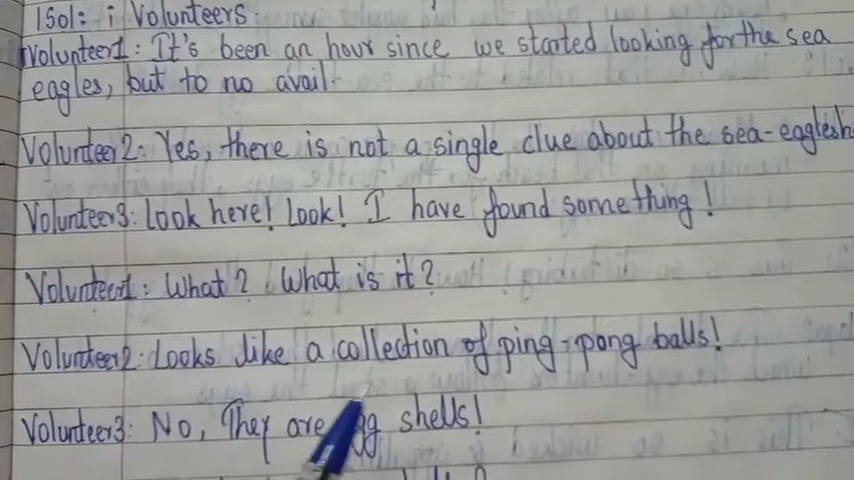 1Sol: i Volunteers:
Volunteer1: It's been an hour since we started looking for the sea
eagles, but to no avail.
Volunteer2: Yes, there is not a single clue about the sea-eagles
Volunteer3: Look here! Look! I have found something!
Volunteer1: What? What is it?
Volunteer2: Looks like a collection of ping-pong balls!
Volunteer3: No, They are egg shells!